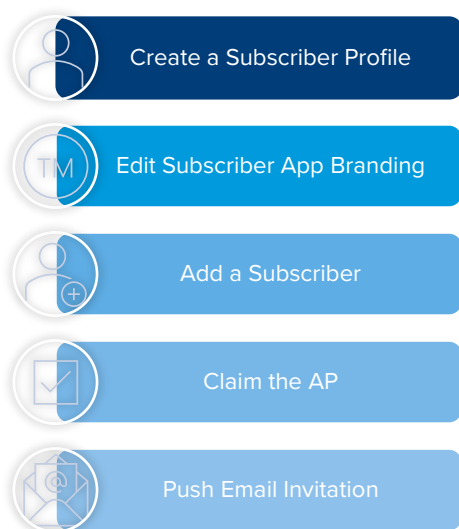 Create a Subscriber Profile
TM
Edit Subscriber App Branding
Add a Subscriber
Claim the AP
@
Push Email Invitation